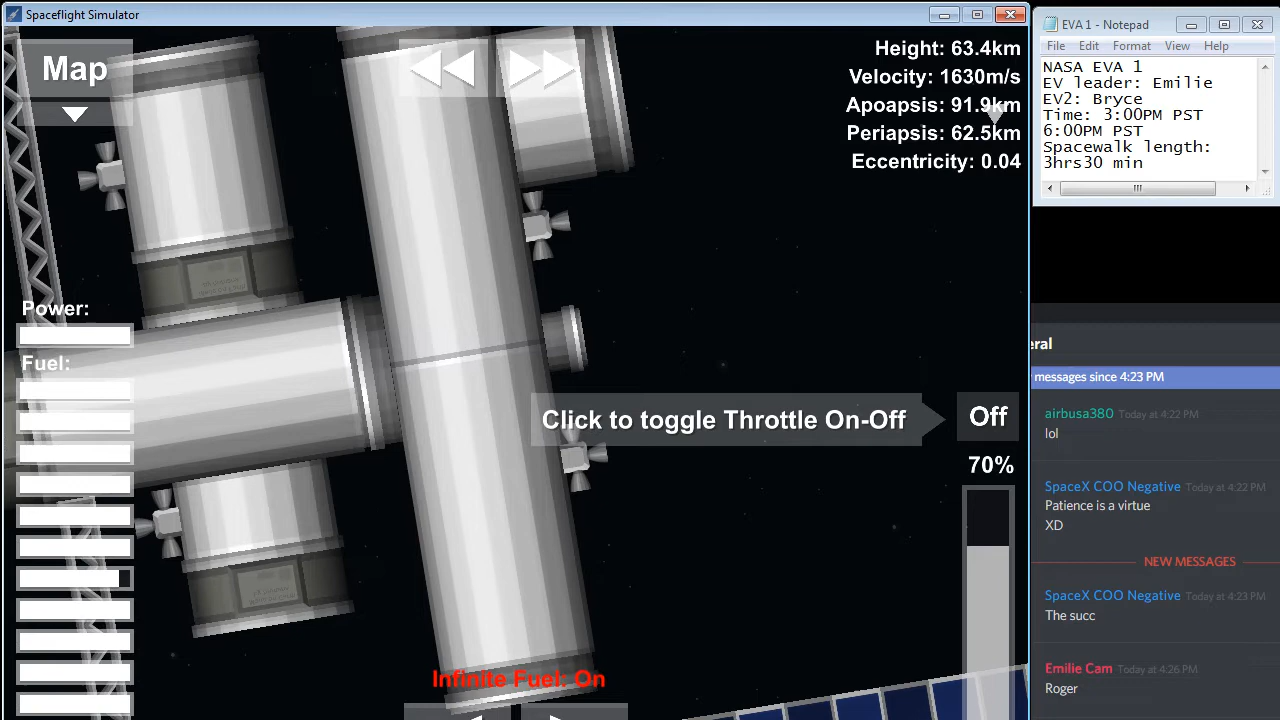 Spaceflight Simulator
Map
Height: 63.4km
Velocity: 1630m/s
Apoapsis: 91.9km
Periapsis: 62.5km
Eccentricity: 0.04
Power:
Fuel:
Click to toggle Throttle On-Off
Off
70%
Infinite Fuel: On
EVA 1 - Notepad
File Edit Format View Help
NASA EVA 1
EV leader: Emilie
EV2: Bryce
Time: 3:00PM PST
6:00PM PST
Spacewalk length:
3hrs30 min
eral
messages since 4:23 PM
airbusa380 Today at 4:22 PM
lol
SpaceX COO Negative Today at 4:22 PM
Patience is a virtue
XD
NEW MESSAGES
SpaceX COO Negative Today at 4:23 PM
The succ
Emilie Cam Today at 4:26 PM
Roger